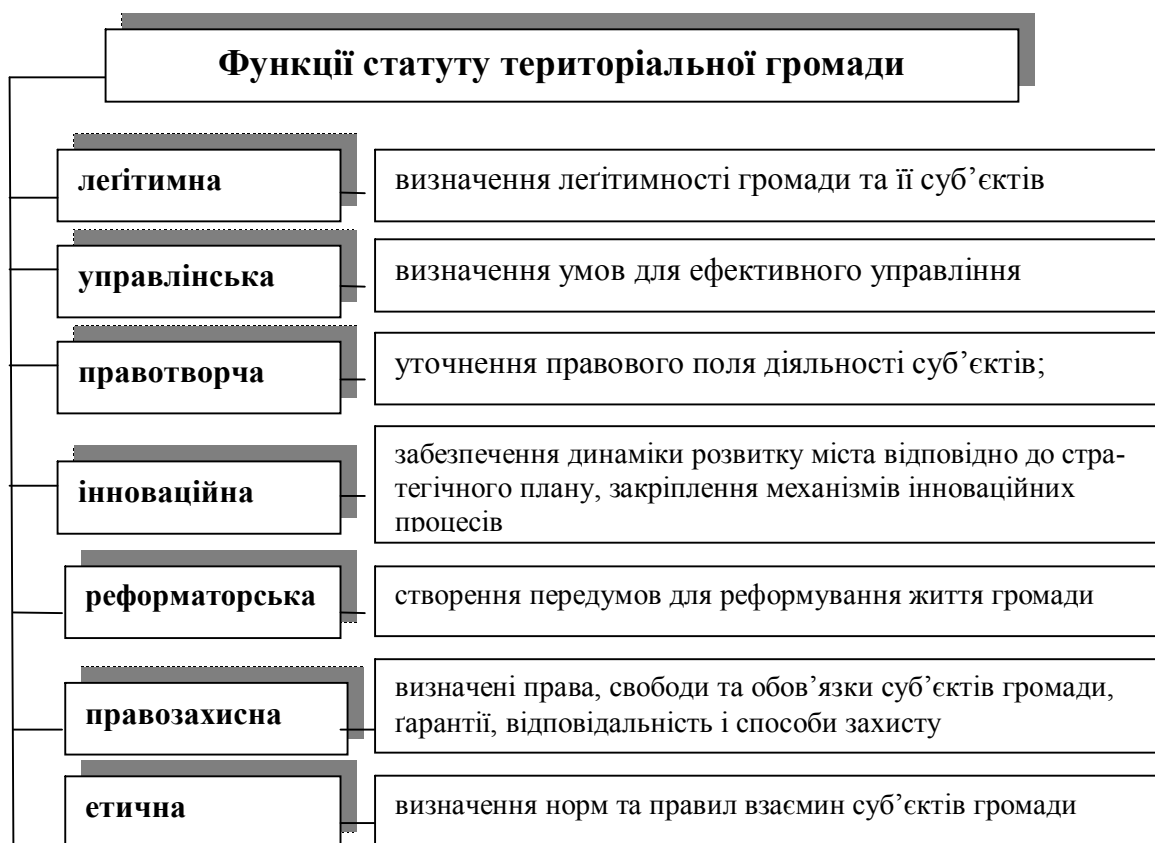 Функції статуту територіальної громади
леґітимна
визначення леґітимності громади та її суб’єктів
управлінська
визначення умов для ефективного управління
правотворча
уточнення правового поля діяльності суб’єктів;
інноваційна
забезпечення динаміки розвитку міста відповідно до стра-
тегічного плану, закріплення механізмів інноваційних
процесів
реформаторська
створення передумов для реформування життя громади
правозахисна
визначені права, свободи та обов’язки суб’єктів громади,
ґарантії, відповідальність і способи захисту
етична
визначення норм та правил взаємин суб’єктів громади